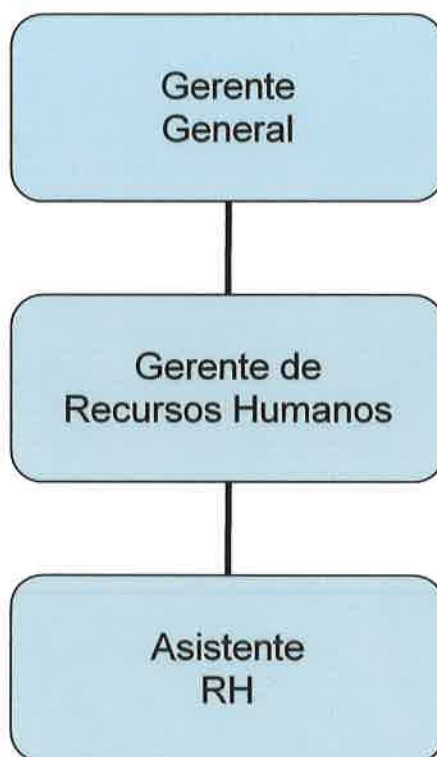 Gerente
General
Gerente de
Recursos Humanos
Asistente
RH